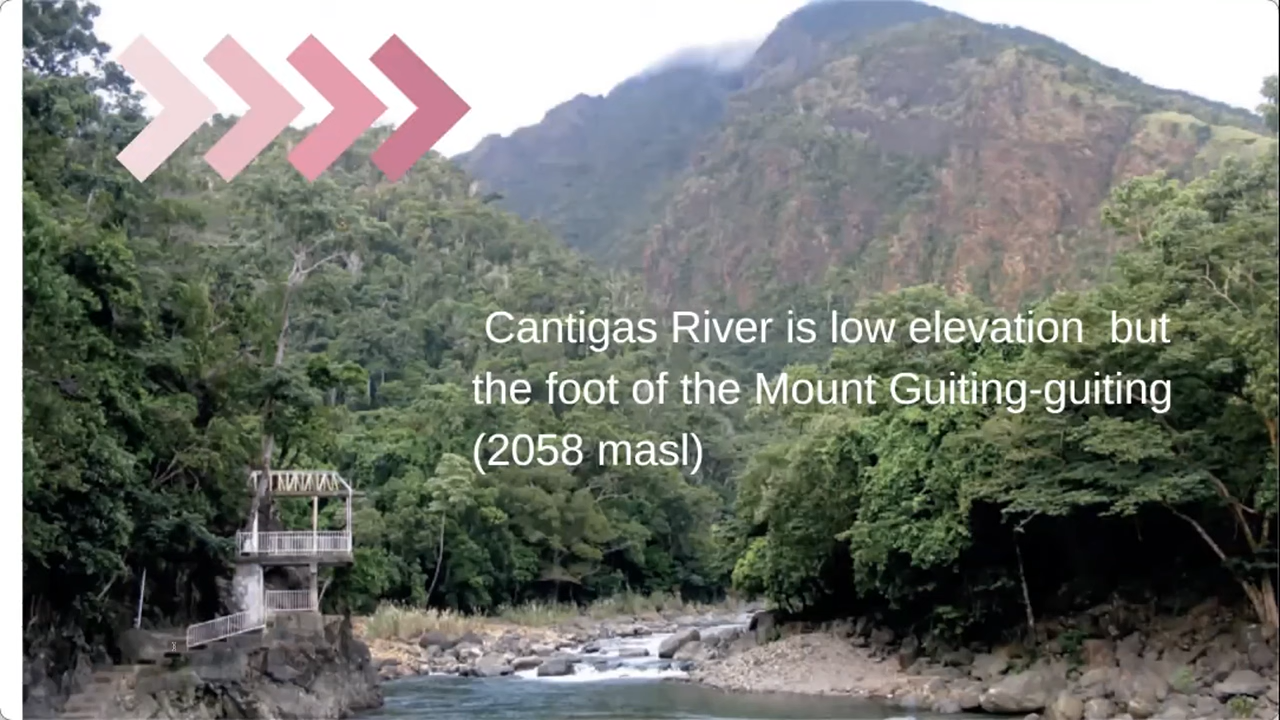 Cantigas River is low elevation  but
the foot of the Mount Guiting-guiting
(2058 masl)